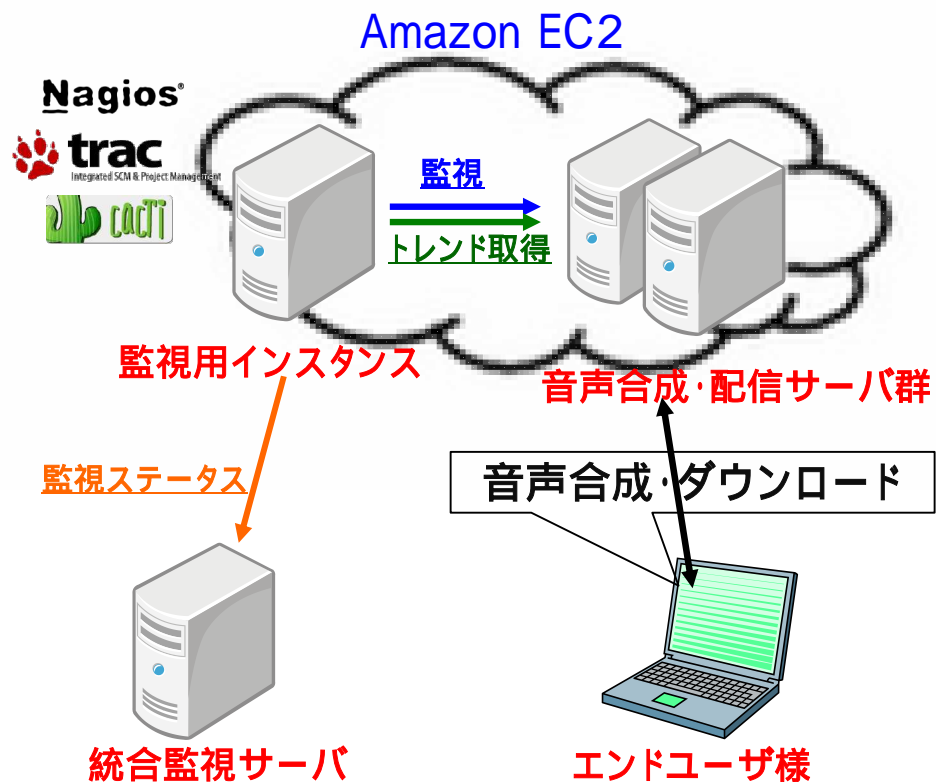 Amazon EC2
Nagios®
trac
Integrated SCM & Project Management
cacti
監視
トレンド取得
監視用インスタンス
音声合成・配信サーバ群
監視ステータス
音声合成・ダウンロード
統合監視サーバ
エンドユーザ様